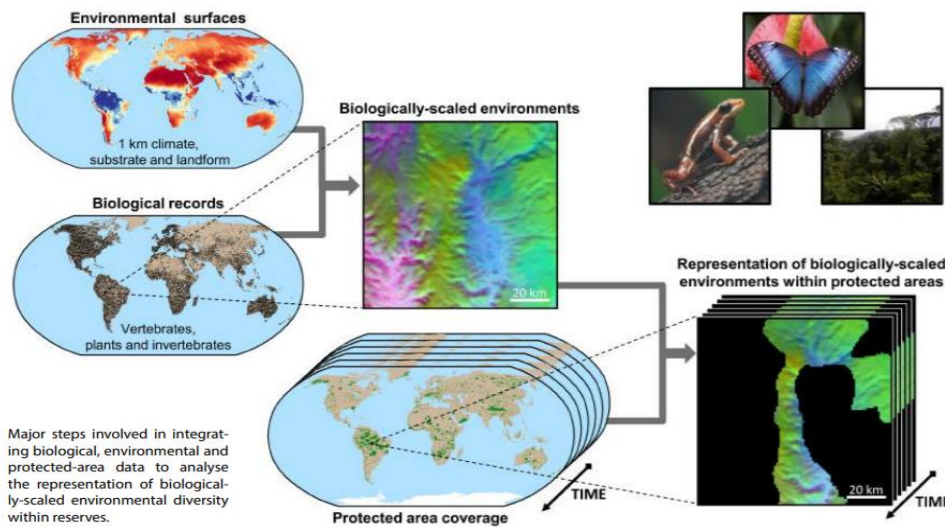 Environmental surfaces
1 km climate,
substrate and landform
Biological records
Vertebrates,
plants and invertebrates
Biologically-scaled environments
20 km
Representation of biologically-scaled
environments within protected areas
20 km
TIME
Protected area coverage
TIME
Major steps involved in integrat-
ing biological, environmental and
protected-area data to analyse
the representation of biological-
ly-scaled environmental diversity
within reserves.